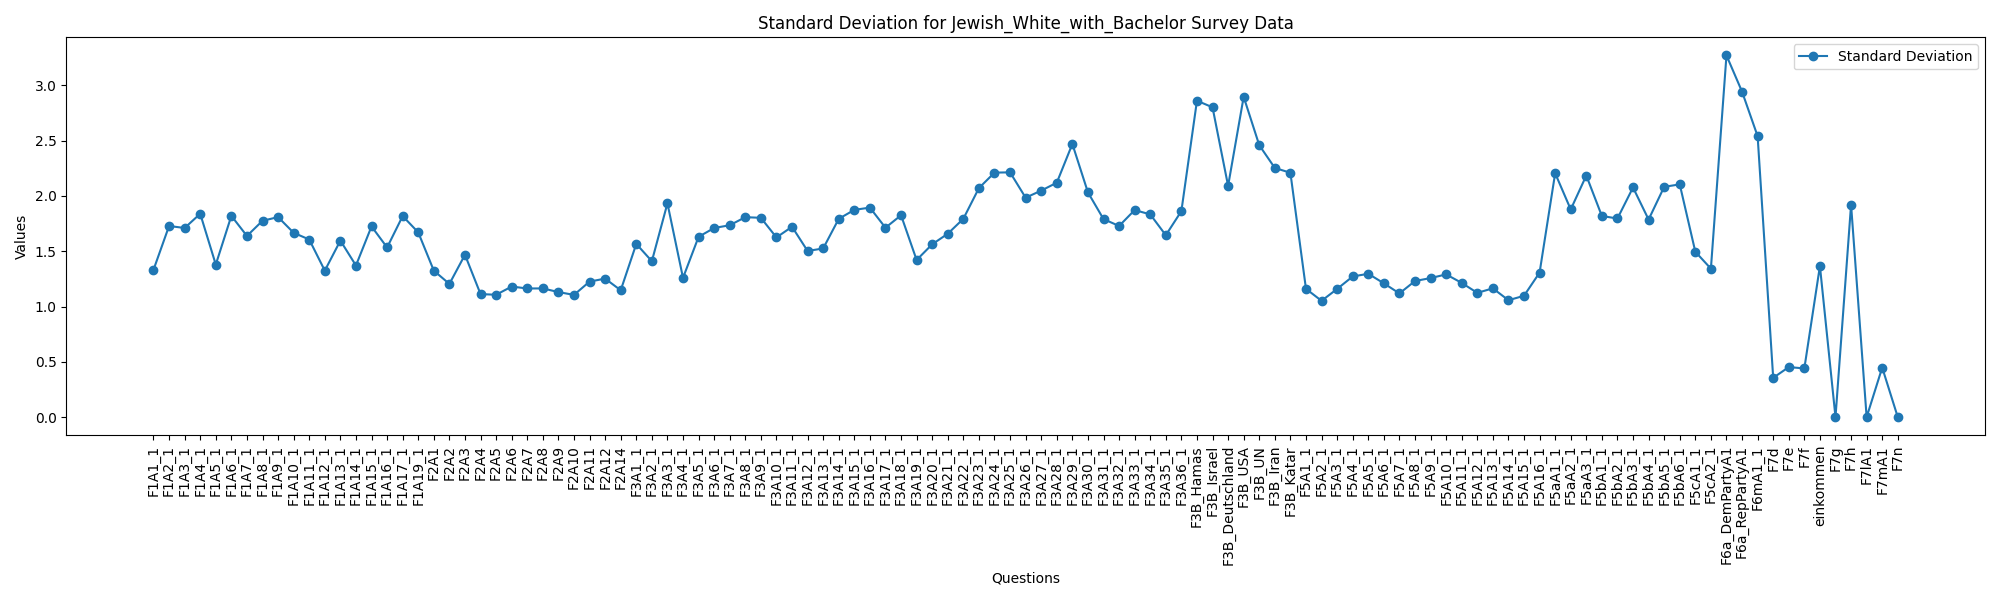 Standard Deviation for Jewish_White_with_Bachelor Survey Data
Standard Deviation
Values
3.0
2.5
2.0
1.5
1.0
0.5
0.0
F1A1_1
F1A2_1
F1A3_1
F1A4_1
F1A5_1
F1A6_1
F1A7_1
F1A8_1
F1A9_1
F1A10_1
F1A11_1
F1A12_1
F1A13_1
F1A14_1
F1A15_1
F1A16_1
F1A17_1
F1A19_1
F2A1
F2A2
F2A3
F2A4
F2A5
F2A6
F2A7
F2A8
F2A9
F2A10
F2A11
F2A12
F2A14
F3A1_1
F3A2_1
F3A3_1
F3A4_1
F3A5_1
F3A6_1
F3A7_1
F3A8_1
F3A9_1
F3A10_1
F3A11_1
F3A12_1
F3A13_1
F3A14_1
F3A15_1
F3A16_1
F3A17_1
F3A18_1
F3A19_1
F3A20_1
F3A21_1
F3A22_1
F3A23_1
F3A24_1
F3A25_1
F3A26_1
F3A27_1
F3A28_1
F3A29_1
F3A30_1
F3A31_1
F3A32_1
F3A33_1
F3A34_1
F3A35_1
F3A36_1
F3B_Hamas
F3B_Israel
F3B_Deutschland
F3B_USA
F3B_UN
F3B_Iran
F3B_Katar
F5A1_1
F5A2_1
F5A3_1
F5A4_1
F5A5_1
F5A6_1
F5A7_1
F5A8_1
F5A9_1
F5A10_1
F5A11_1
F5A12_1
F5A13_1
F5A14_1
F5A15_1
F5A16_1
F5aA1_1
F5aA2_1
F5aA3_1
F5bA1_1
F5bA2_1
F5bA3_1
F5bA4_1
F5bA5_1
F5bA6_1
F5cA1_1
F5cA2_1
F6a_DemPartyA1
F6a_RepPartyA1
F6mA1_1
F7d
F7e
F7f
einkommen
F7g
F7h
F7lA1
F7mA1
F7n
Questions